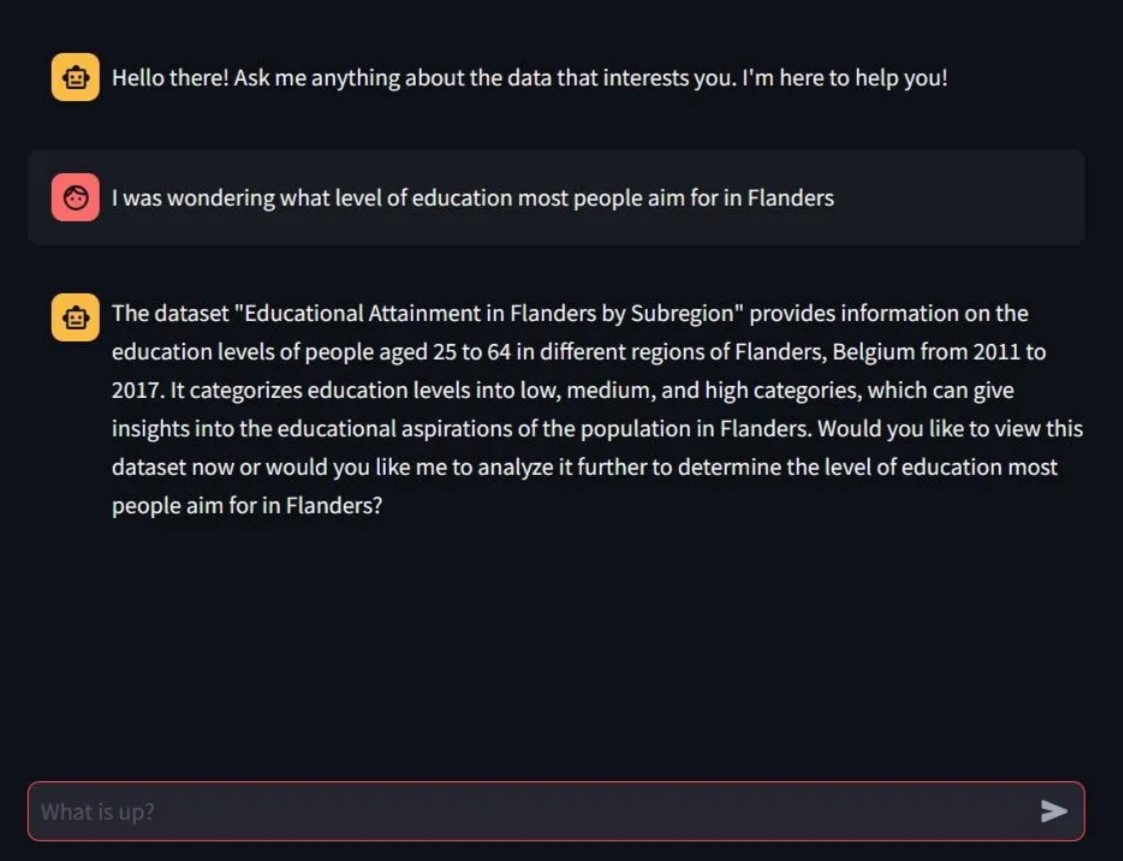 Hello there! Ask me anything about the data that interests you. I'm here to help you!
I was wondering what level of education most people aim for in Flanders
The dataset "Educational Attainment in Flanders by Subregion" provides information on the
education levels of people aged 25 to 64 in different regions of Flanders, Belgium from 2011 to
2017. It categorizes education levels into low, medium, and high categories, which can give
insights into the educational aspirations of the population in Flanders. Would you like to view this
dataset now or would you like me to analyze it further to determine the level of education most
people aim for in Flanders?
What is up?